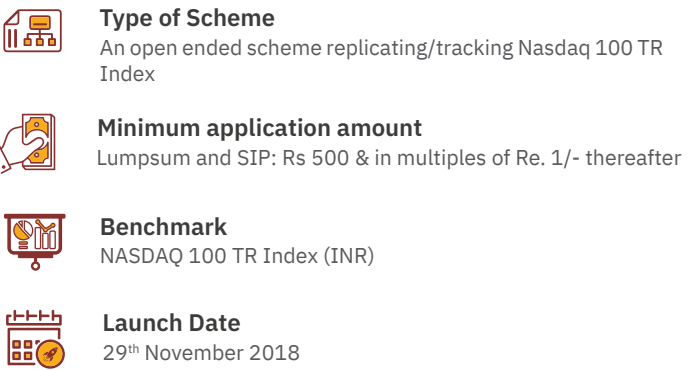 Type of Scheme
An open ended scheme replicating/tracking Nasdaq 100 TR
Index
Minimum application amount
Lumpsum and SIP: Rs 500 & in multiples of Re. 1/- thereafter
Benchmark
NASDAQ 100 TR Index (INR)
Launch Date
29th November 2018